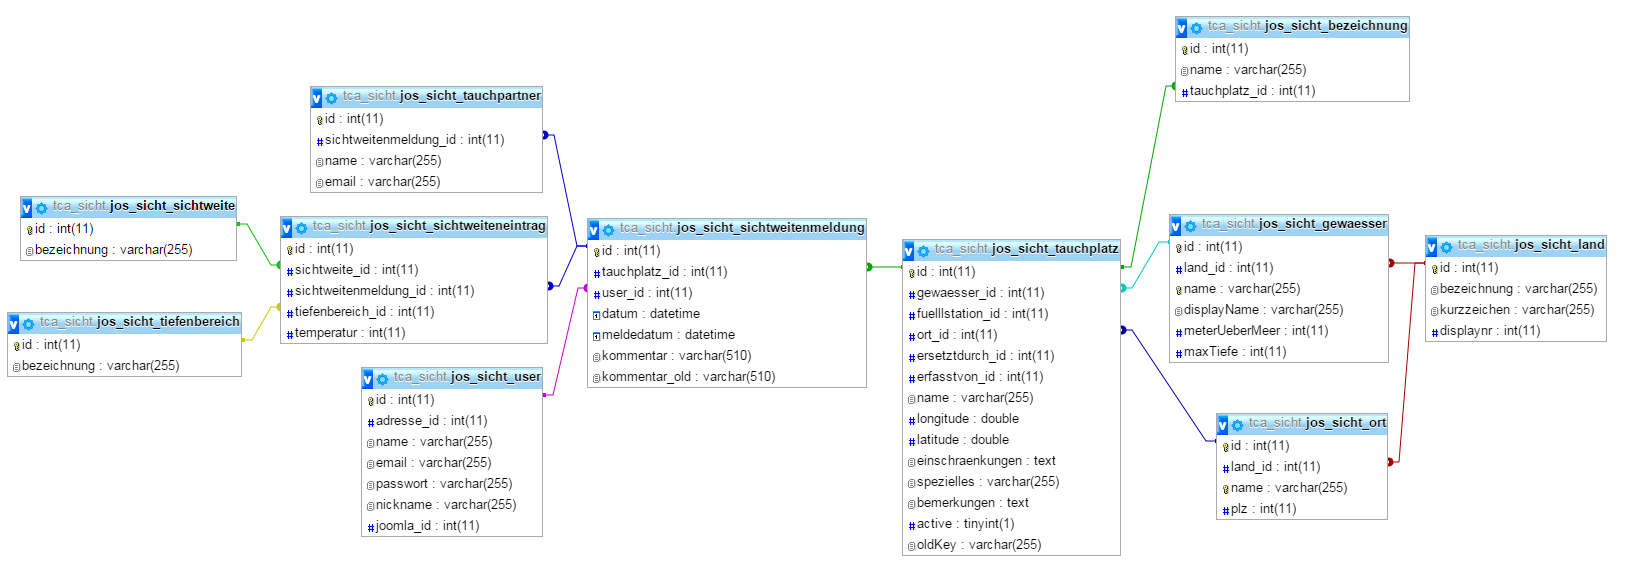 tca_sicht.jos_sicht_bezeichnung
id : int(11)
name : varchar(255)
tauchplatz_id : int(11)
tca_sicht.jos_sicht_tauchpartner
id : int(11)
sichtweitenmeldung_id : int(11)
name : varchar(255)
email : varchar(255)
tca_sicht.jos_sicht_sichtweite
id : int(11)
bezeichnung : varchar(255)
tca_sicht.jos_sicht_tiefenbereich
id : int(11)
bezeichnung : varchar(255)
tca_sicht.jos_sicht_sichtweiteneintrag
id : int(11)
sichtweite_id : int(11)
sichtweitenmeldung_id : int(11)
tiefenbereich_id : int(11)
temperatur : int(11)
tca_sicht.jos_sicht_user
id : int(11)
adresse_id : int(11)
name : varchar(255)
email : varchar(255)
passwort : varchar(255)
nickname : varchar(255)
joomla_id : int(11)
tca_sicht.jos_sicht_sichtweitenmeldung
id : int(11)
tauchplatz_id : int(11)
user_id : int(11)
datum : datetime
meldedatum : datetime
kommentar : varchar(510)
kommentar_old : varchar(510)
tca_sicht.jos_sicht_tauchplatz
id : int(11)
gewaesser_id : int(11)
fuelllstation_id : int(11)
ort_id : int(11)
ersetztdurch_id : int(11)
erfasstvon_id : int(11)
name : varchar(255)
longitude : double
latitude : double
einschraenkungen : text
spezielles : varchar(255)
bemerkungen : text
active : tinyint(1)
oldKey : varchar(255)
tca_sicht.jos_sicht_gewaesser
id : int(11)
land_id : int(11)
name : varchar(255)
displayName : varchar(255)
meterUeberMeer : int(11)
maxTiefe : int(11)
tca_sicht.jos_sicht_land
id : int(11)
bezeichnung : varchar(255)
kurzzeichen : varchar(255)
displaynr : int(11)
tca_sicht.jos_sicht_ort
id : int(11)
land_id : int(11)
name : varchar(255)
plz : int(11)